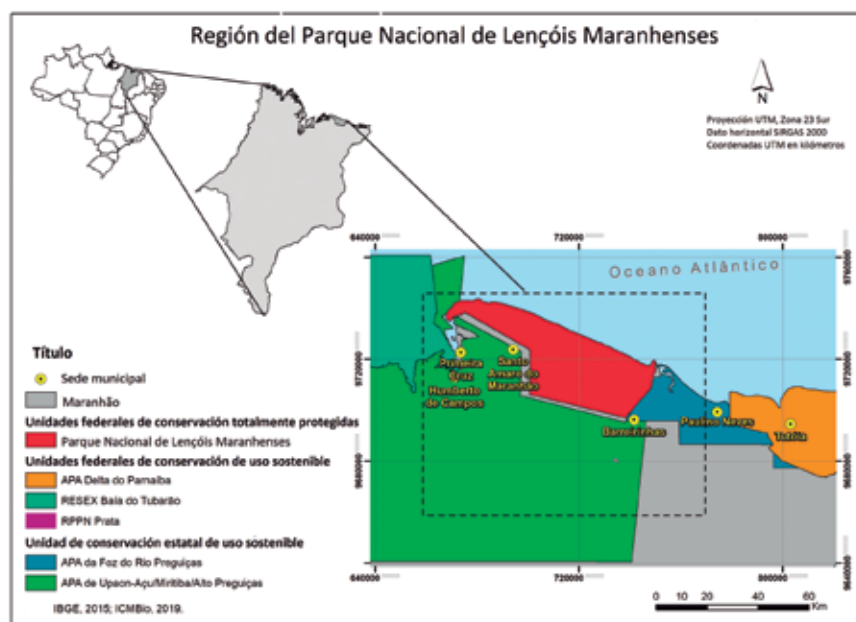 Región del Parque Nacional de Lençóis Maranhenses
N
Proyección UTM, Zona 23 Sur
Dato horizontal SIRGAS 2000
Coordenadas UTM en kilómetros
640000
720000
800000
9760000
Oceano Atlântico
9720000
9720000
Primeira
Cruz
Santo
Amaro do
Maranhão
Humberto
de Campos
Barreirinhas
Paulino Neves
Tutóia
9680000
9680000
9640000
640000
720000
800000
0 10 20 40 60
Km
Título
Sede municipal
Maranhão
Unidades federales de conservación totalmente protegidas
Parque Nacional de Lençóis Maranhenses
Unidades federales de conservación de uso sostenible
APA Delta do Parnaíba
RESEX Baía do Tubarão
RPPN Prata
Unidad de conservación estatal de uso sostenible
APA da Foz do Rio Preguiças
APA de Upaon-Açu/Miritiba/Alto Preguiças
IBGE, 2015; ICMBio, 2019.